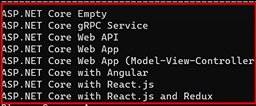 ASP.NET Core Empty
ASP.NET Core gRPC Service
ASP.NET Core Web API
ASP.NET Core Web App
ASP.NET Core Web App (Model-View-Controller
ASP.NET Core with Angular
ASP.NET Core with React.js
ASP.NET Core with React.js and Redux